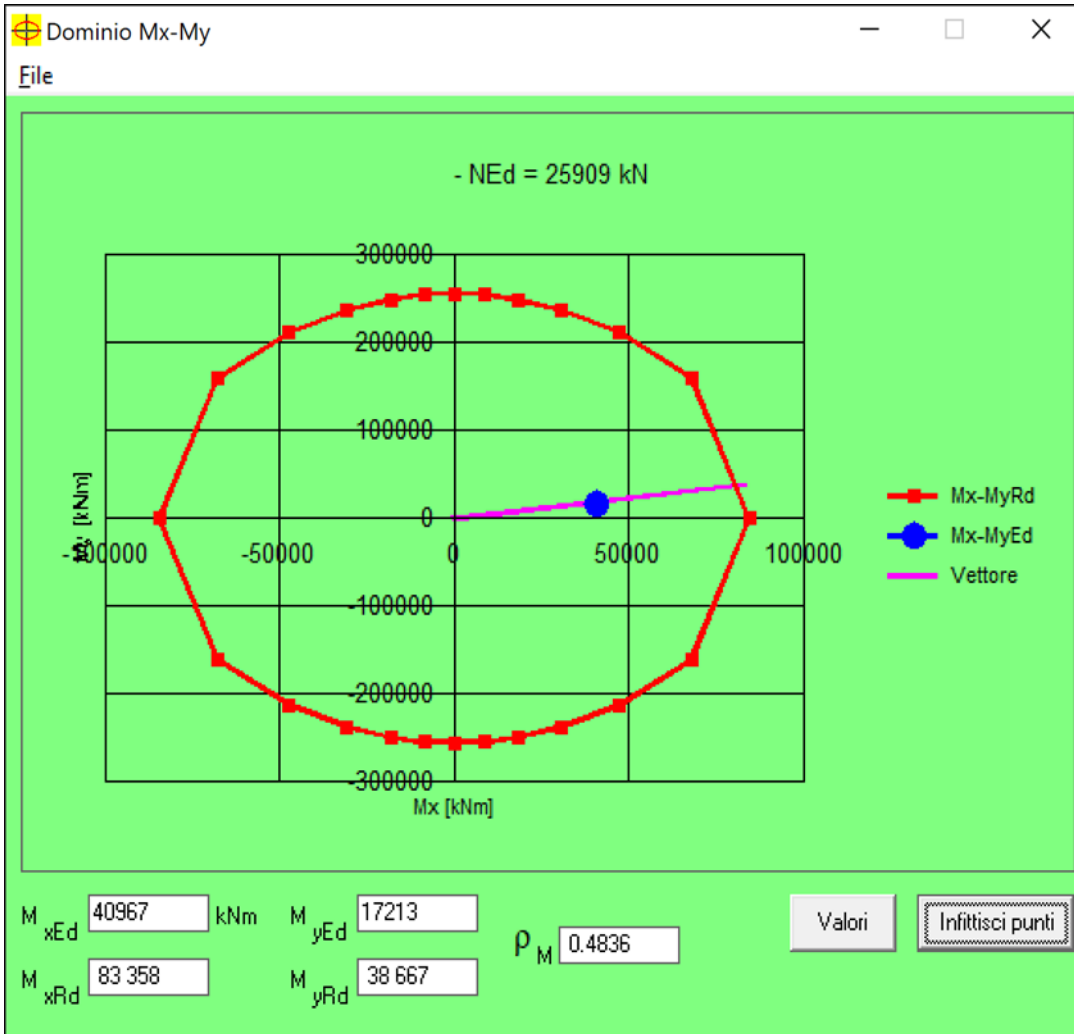 Dominio Mx-My
File
- NEd = 25909 kN
300000
200000
100000
0
-100000
-200000
-300000
-100000 -50000 0 50000 100000
[kNm]
Mx [kNm]
Mx-MyRd
Mx-MyEd
Vettore
M xEd 40967 kNm M yEd 17213
ρ M 0.4836
Valori Infittisci punti
M xRd 83 358 M yRd 38 667